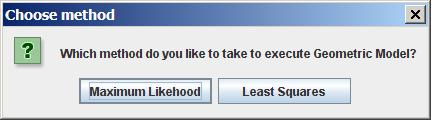 Choose method
?
Which method do you like to take to execute Geometric Model?
Maximum Likehood
Least Squares